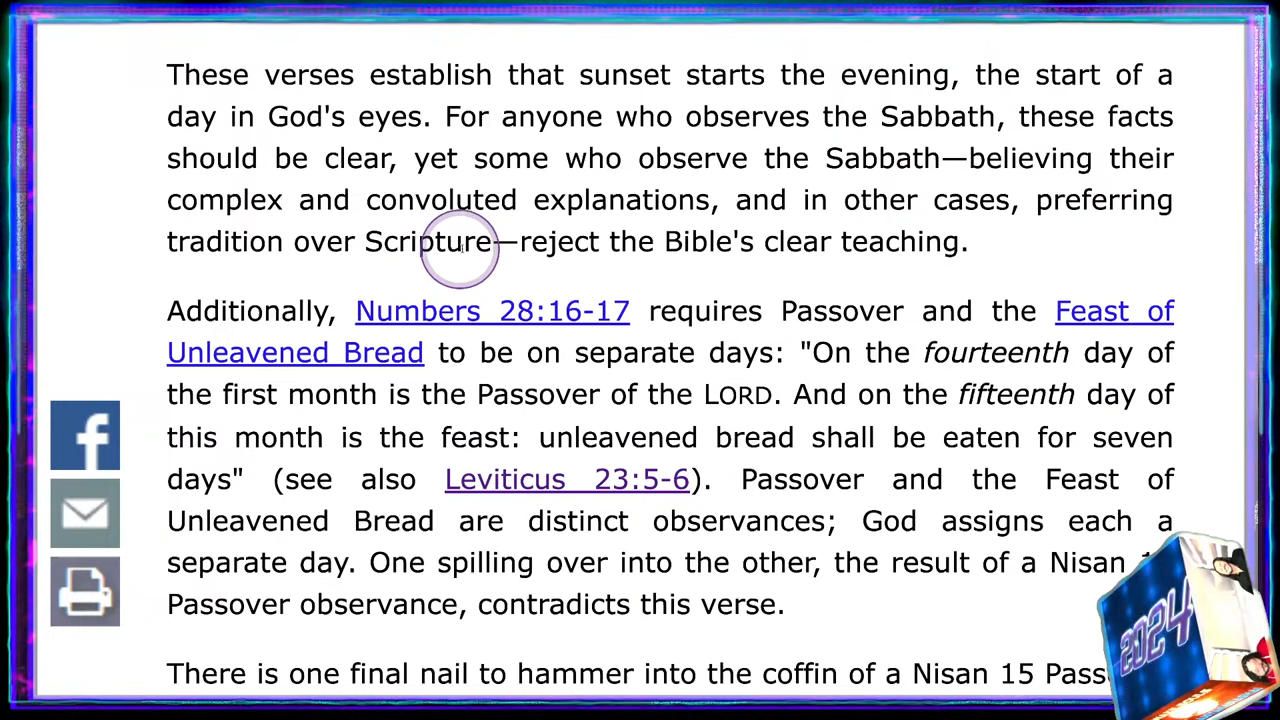 These verses establish that sunset starts the evening, the start of a
day in God's eyes. For anyone who observes the Sabbath, these facts
should be clear, yet some who observe the Sabbath—believing their
complex and convoluted explanations, and in other cases, preferring
tradition over Scripture—reject the Bible's clear teaching.
Additionally, Numbers 28:16-17 requires Passover and the Feast of
Unleavened Bread to be on separate days: "On the fourteenth day of
the first month is the Passover of the LORD. And on the fifteenth day of
this month is the feast: unleavened bread shall be eaten for seven
days" (see also Leviticus 23:5-6). Passover and the Feast of
Unleavened Bread are distinct observances; God assigns each a
separate day. One spilling over into the other, the result of a Nisan
Passover observance, contradicts this verse.
There is one final nail to hammer into the coffin of a Nisan 15
2024